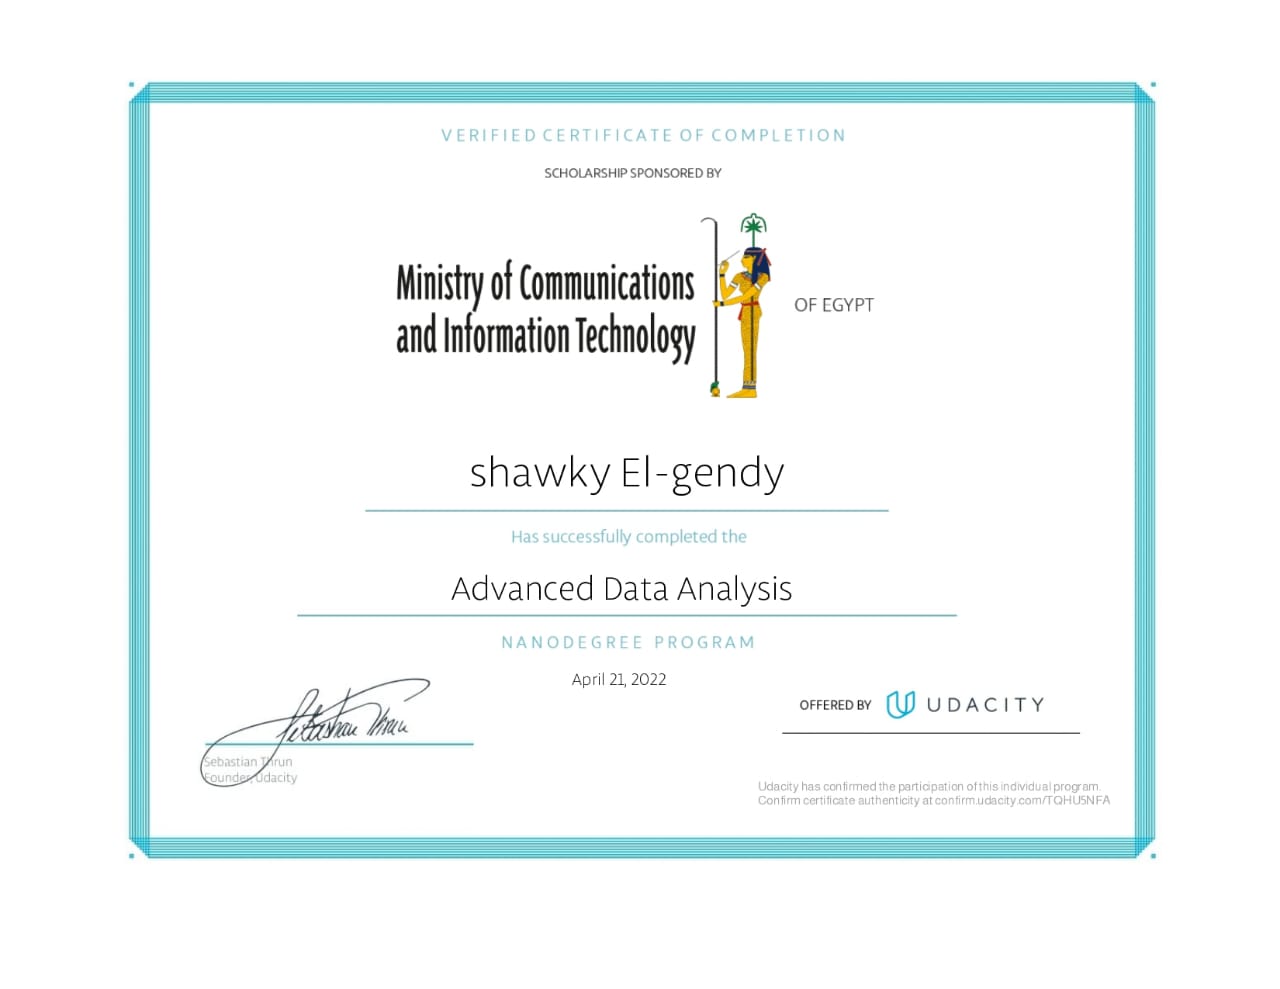 VERIFIED CERTIFICATE OF COMPLETION
SCHOLARSHIP SPONSORED BY
Ministry of Communications
and Information Technology
OF EGYPT
shawky El-gendy
Has successfully completed the
Advanced Data Analysis
NANODEGREE PROGRAM
April 21, 2022
OFFERED BY UDACITY
Sebastian Thrun
Sebastian Thrun
Founder, Udacity
Udacity has confirmed the participation of this individual program.
Confirm certificate authenticity at confirm.udacity.com/TQHU5NFA